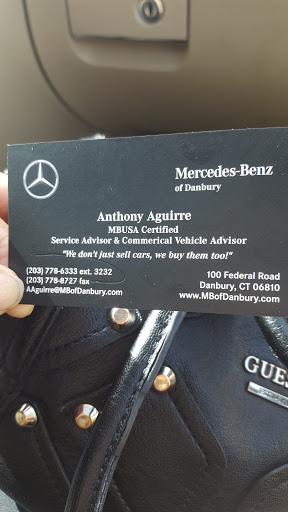 Mercedes-Benz
of Danbury
Anthony Aguirre
MBUSA Certified
Service Advisor & Commerical Vehicle Advisor
"We don't just sell cars, we buy them too!"
(203) 778-6333 ext. 3232
(203) 778-8727 fax
AAguirre@MBofDanbury.com
100 Federal Road
Danbury, CT 06810
www.MBofDanbury.com
GUES